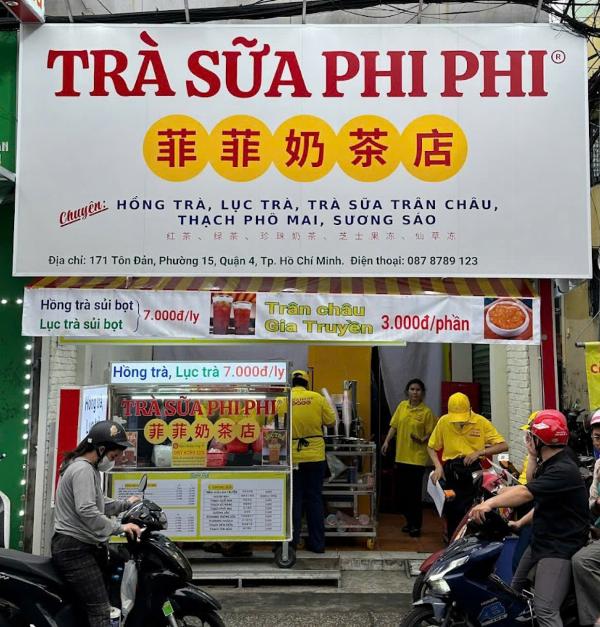 TRÀ SỮA PHI PHI ®
菲菲奶茶店
Chuyên: HỒNG TRÀ, LỤC TRÀ, TRÀ SỮA TRÂN CHÂU,
THẠCH PHÔ MAI, SƯƠNG SÁO
红茶、绿茶、珍珠奶茶、芝士果冻、仙草冻
Địa chỉ: 171 Tôn Đản, Phường 15, Quận 4, Tp. Hồ Chí Minh. Điện thoại: 087 8789 123
Hồng trà sủi bọt
Lục trà sủi bọt
7.000đ/ly
Trân châu
Gia Truyền
3.000đ/phần
Hồng trà, Lục trà 7.000đ/ly
TRÀ SỮA PHI PHI
菲菲奶茶店
Hồng trà,